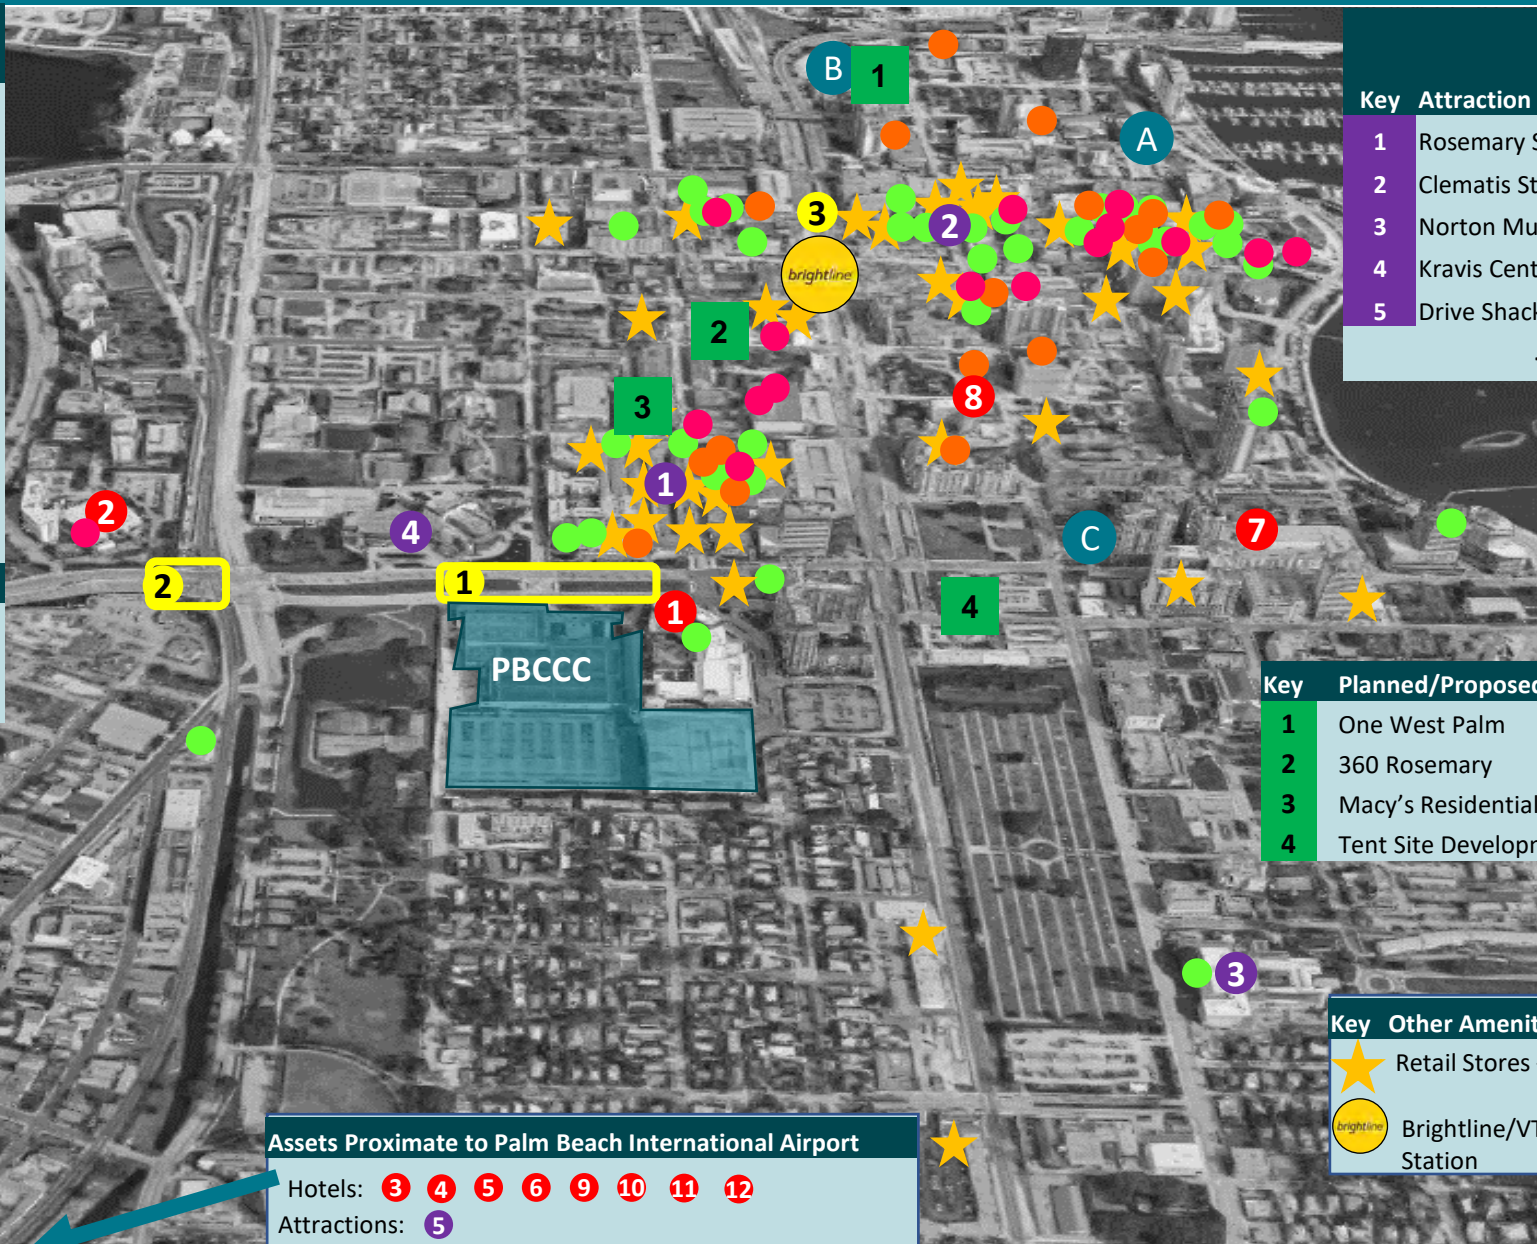 B
1
A
3
2
brightline
2
3
8
1
2
4
C
7
2
1
1
4
PBCCC
3
Key Attraction
1 Rosemary
2 Clematis St
3 Norton Mu
4 Kravis Cent
5 Drive Shack
Key Planned/Proposed
1 One West Palm
2 360 Rosemary
3 Macy's Residential
4 Tent Site Develop
Key Other Amenit
Retail Stores
brightline Brightline/VT
Station
Assets Proximate to Palm Beach International Airport
Hotels: 3 4 5 6 9 10 11 12
Attractions: 5